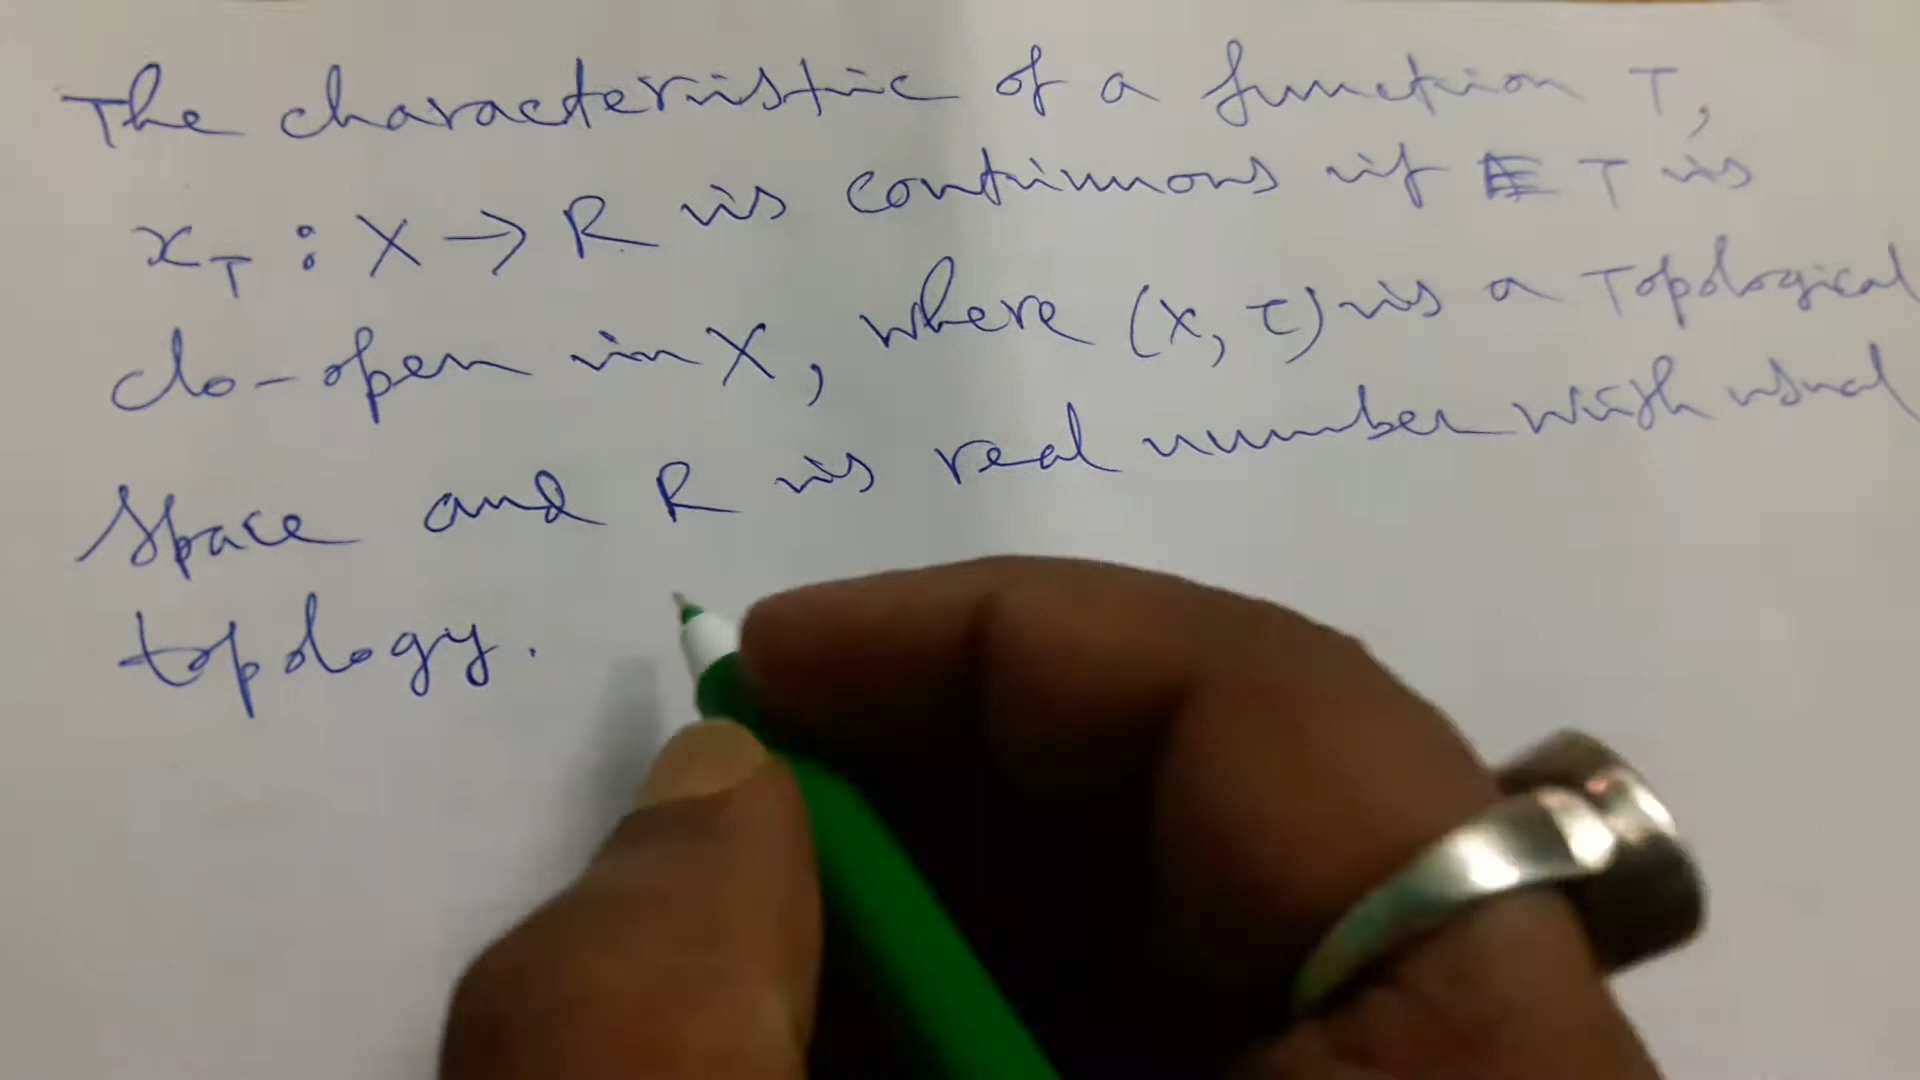 The characteristic of a function T,
x_T : X → R is continuous if T is
clo-open in X, where (X, τ) is a Topological
space and R is real number with usual
topology.